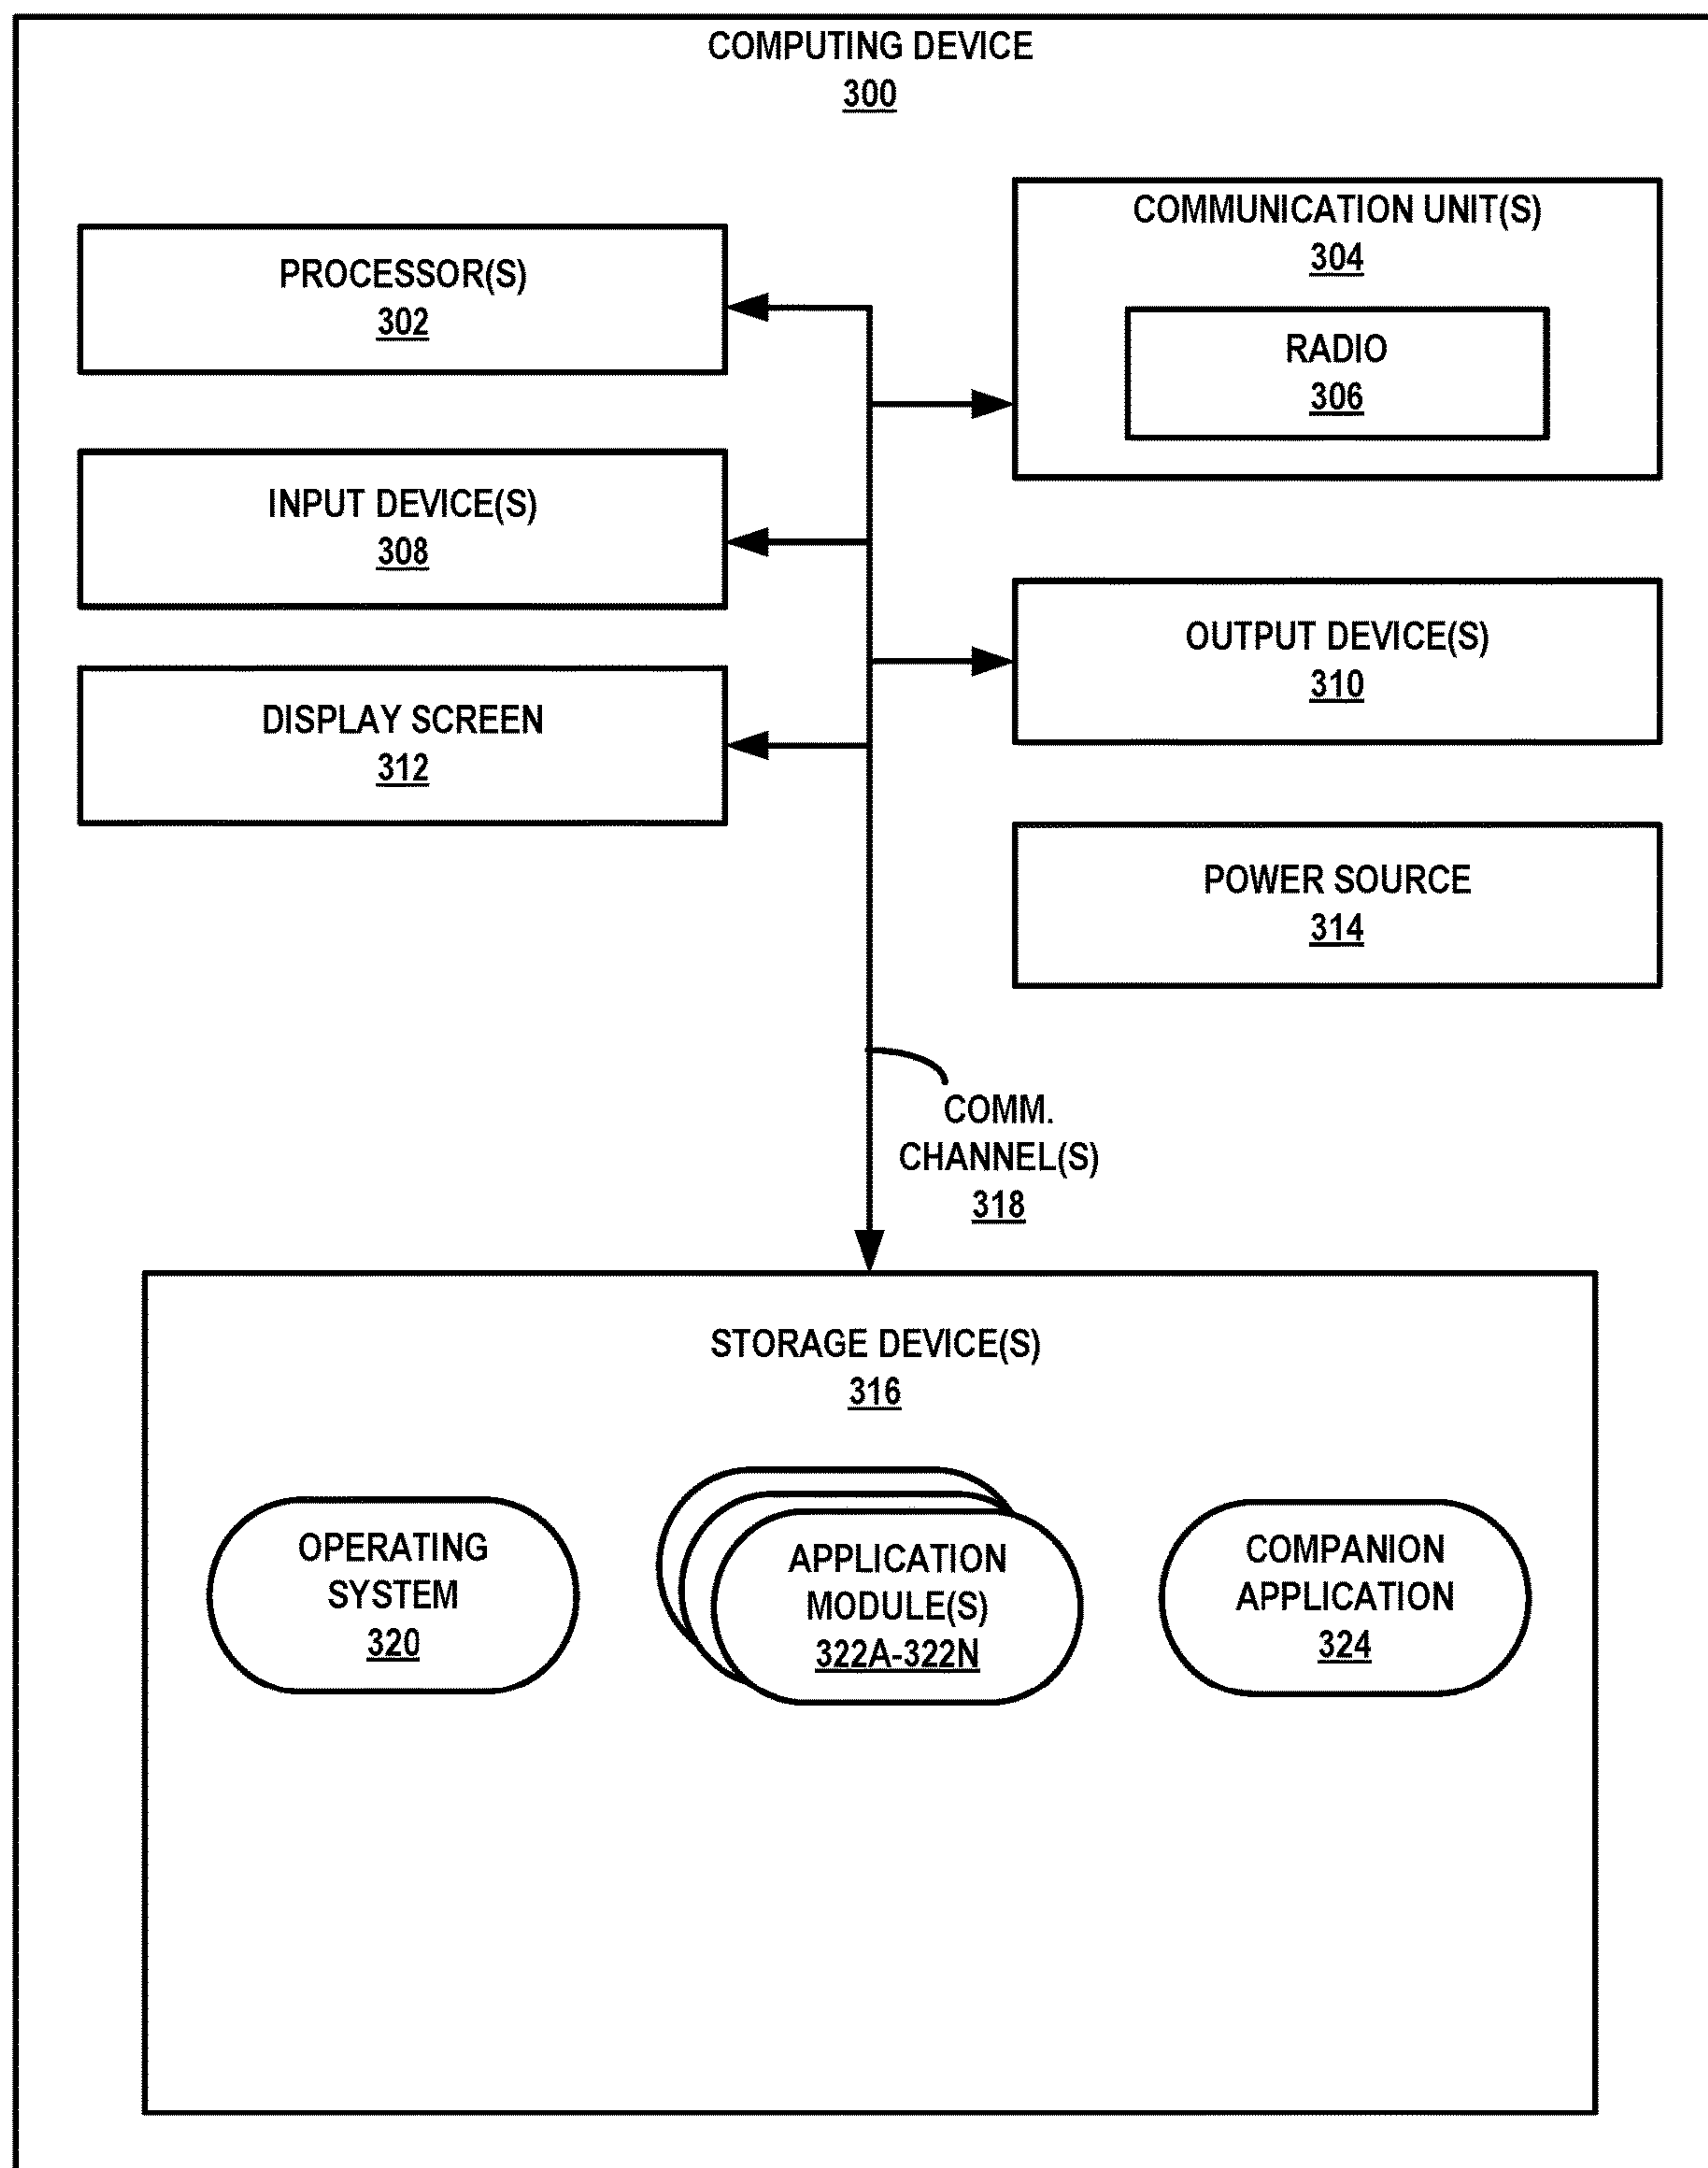 COMPUTING DEVICE
300
PROCESSOR(S)
302
COMMUNICATION UNIT(S)
304
RADIO
306
INPUT DEVICE(S)
308
OUTPUT DEVICE(S)
310
DISPLAY SCREEN
312
POWER SOURCE
314
COMM.
CHANNEL(S)
318
STORAGE DEVICE(S)
316
OPERATING
SYSTEM
320
APPLICATION
MODULE(S)
322A-322N
COMPANION
APPLICATION
324